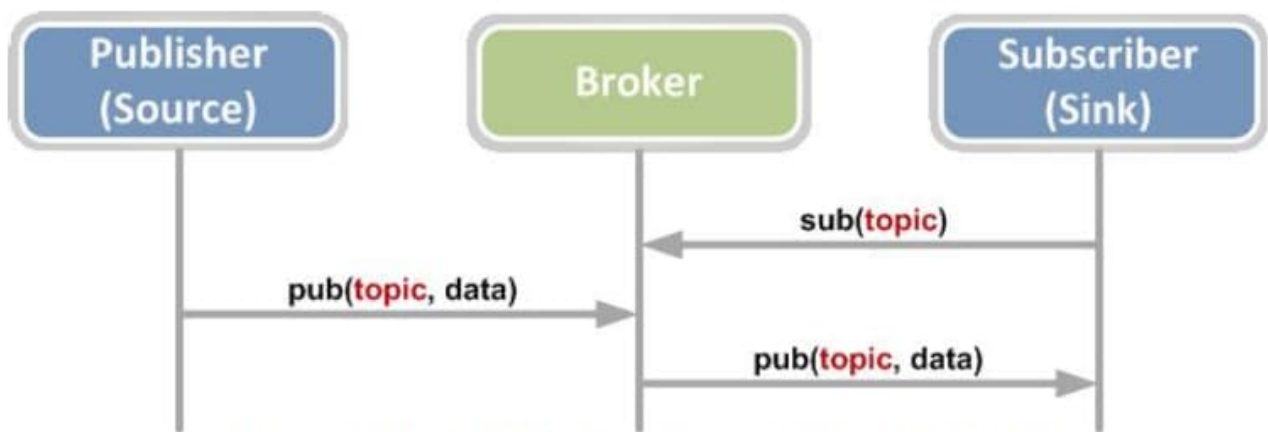 Publisher
(Source)
Broker
Subscriber
(Sink)
sub(topic)
pub(topic, data)
pub(topic, data)